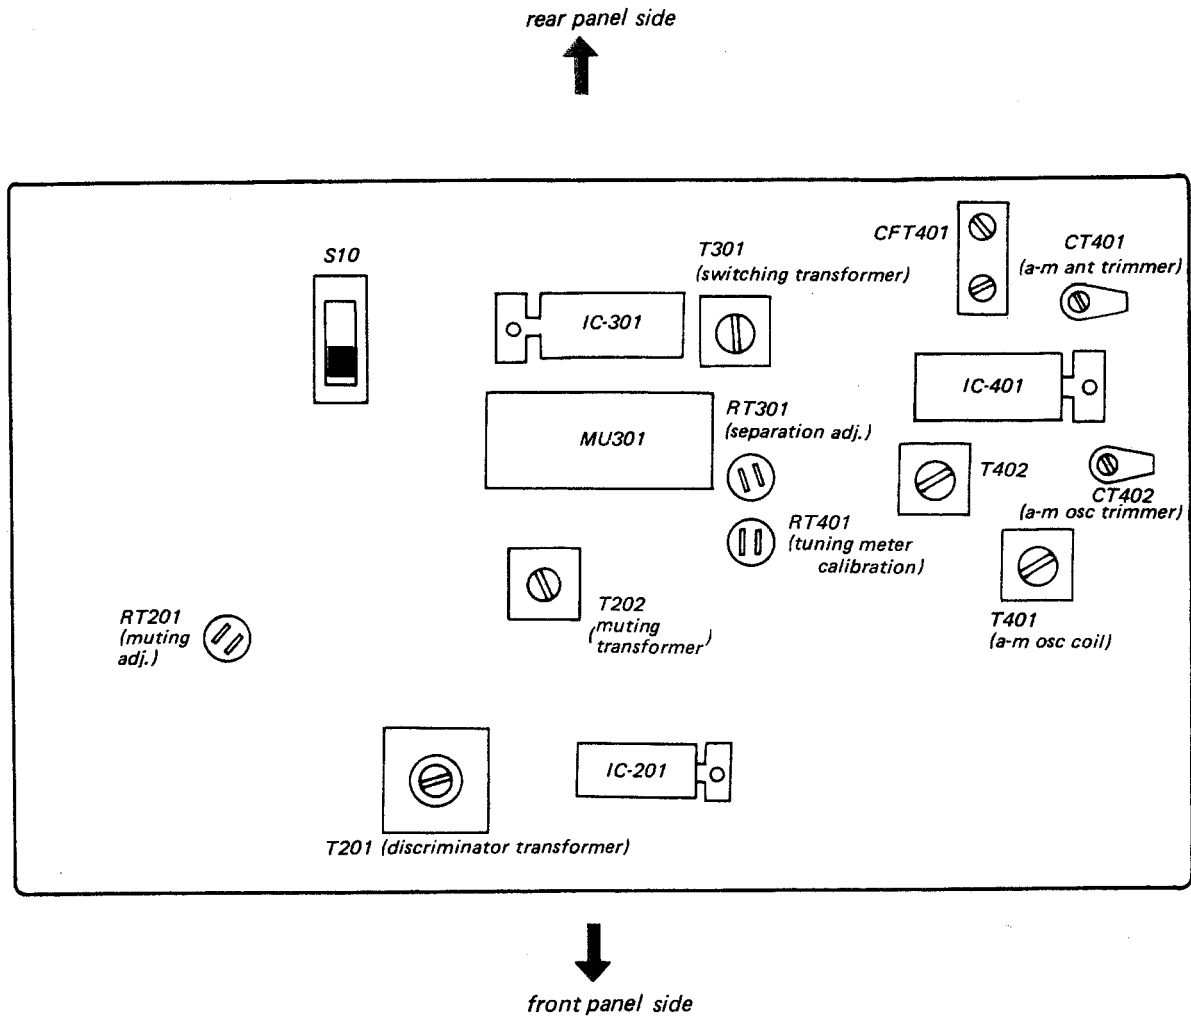 rear panel side
S10
T301
(switching transformer)
CFT401
CT401
(a-m ant trimmer)
IC-301
IC-401
MU301
RT301
(separation adj.)
T402
CT402
(a-m osc trimmer)
RT401
(tuning meter
calibration)
T202
(muting
transformer)
T401
(a-m osc coil)
RT201
(muting
adj.)
IC-201
T201 (discriminator transformer)
front panel side